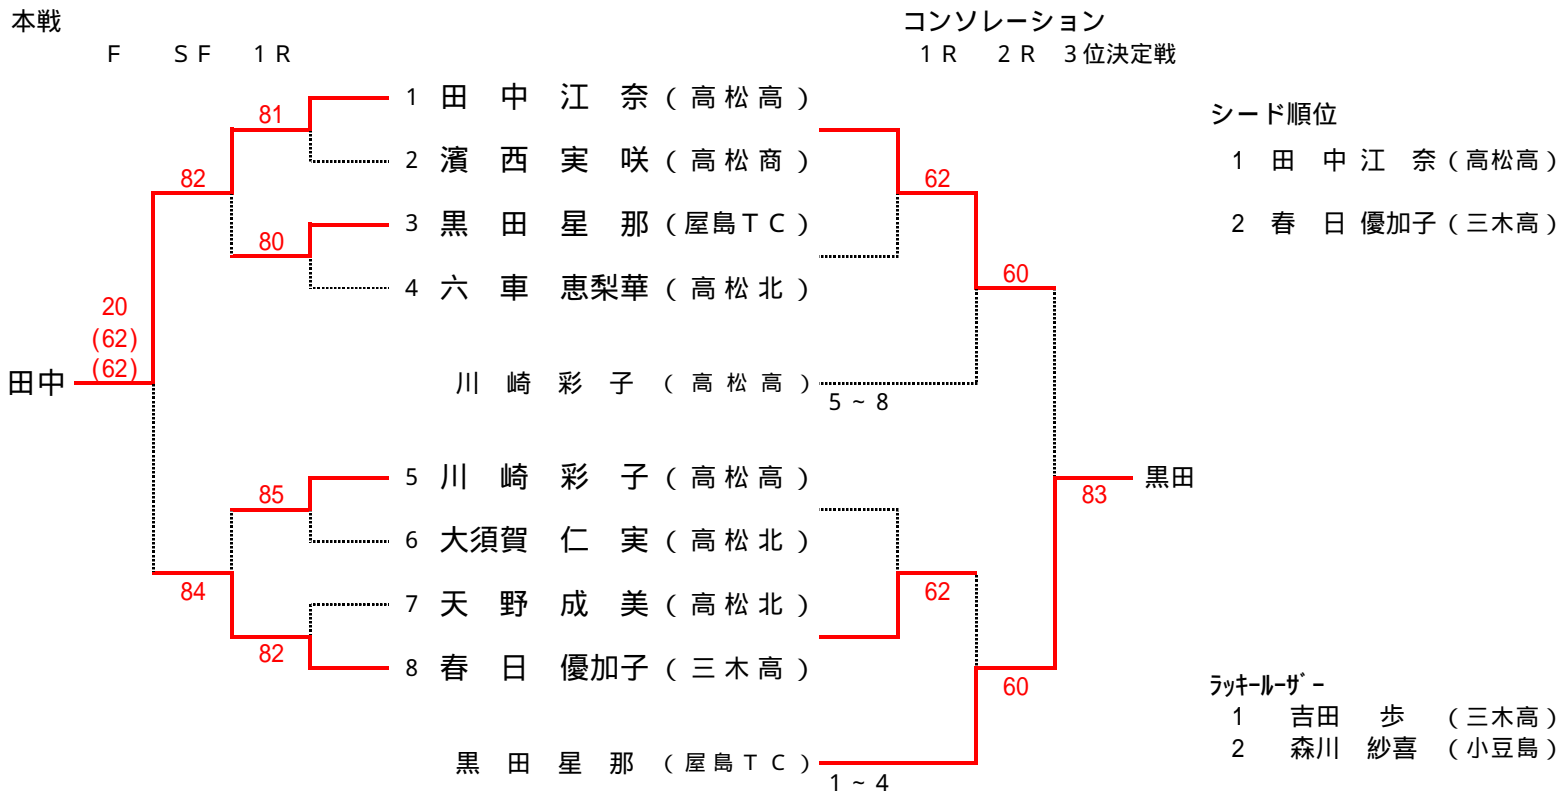 本戦
F SF 1R
1 田中江奈(高松高)
81
2 濱西実咲(高松商)
82
3 黒田星那(屋島TC)
80
4 六車恵梨華(高松北)
20
(62)
(62)
田中
川崎彩子(高松高)
5~8
5 川崎彩子(高松高)
85
6 大須賀仁実(高松北)
84
7 天野成美(高松北)
82
8 春日優加子(三木高)
黒田星那(屋島TC)
1~4
コンソレーション
1R 2R 3位決定戦
62
60
83
黒田
62
60
シード順位
1 田中江奈(高松高)
2 春日優加子(三木高)
ラッキールーザー
1 吉田歩(三木高)
2 森川紗喜(小豆島)